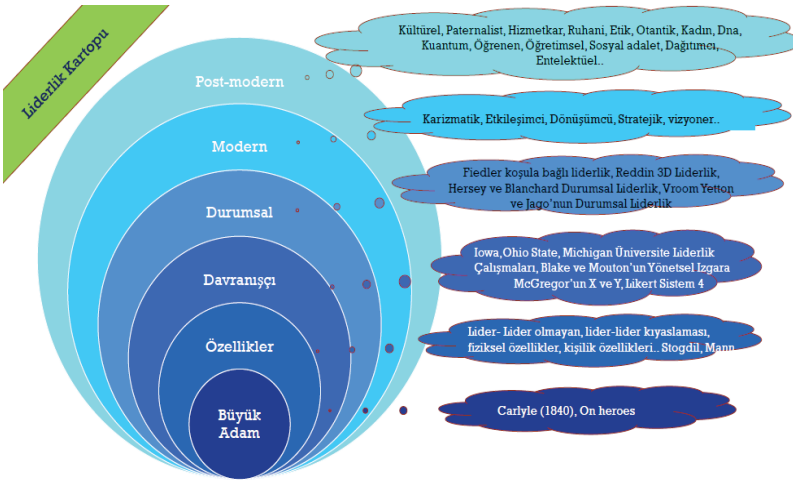 Liderlik Kartopu
Post-modern
Kültürel, Paternalist, Hizmetkar, Ruhani, Etik, Otantik, Kadın, Dna,
Kuantum, Öğrenen, Öğretimsel, Sosyal adalet, Dağıtımcı,
Entelektüel..
Modern
Karizmatik, Etkileşimci, Dönüşümcü, Stratejik, vizyoner..
Durumsal
Fiedler koşula bağlı liderlik, Reddin 3D Liderlik,
Hersey ve Blanchard Durumsal Liderlik, Vroom Yetton
ve Jago'nun Durumsal Liderlik
Davranışçı
Iowa, Ohio State, Michigan Üniversite Liderlik
Çalışmaları, Blake ve Mouton'un Yönetsel Izgara
McGregor'un X ve Y, Likert Sistem 4
Özellikler
Lider- Lider olmayan, lider-lider kıyaslaması,
fiziksel özellikler, kişilik özellikleri.. Stogdil, Mann
Büyük
Adam
Carlyle (1840), On heroes